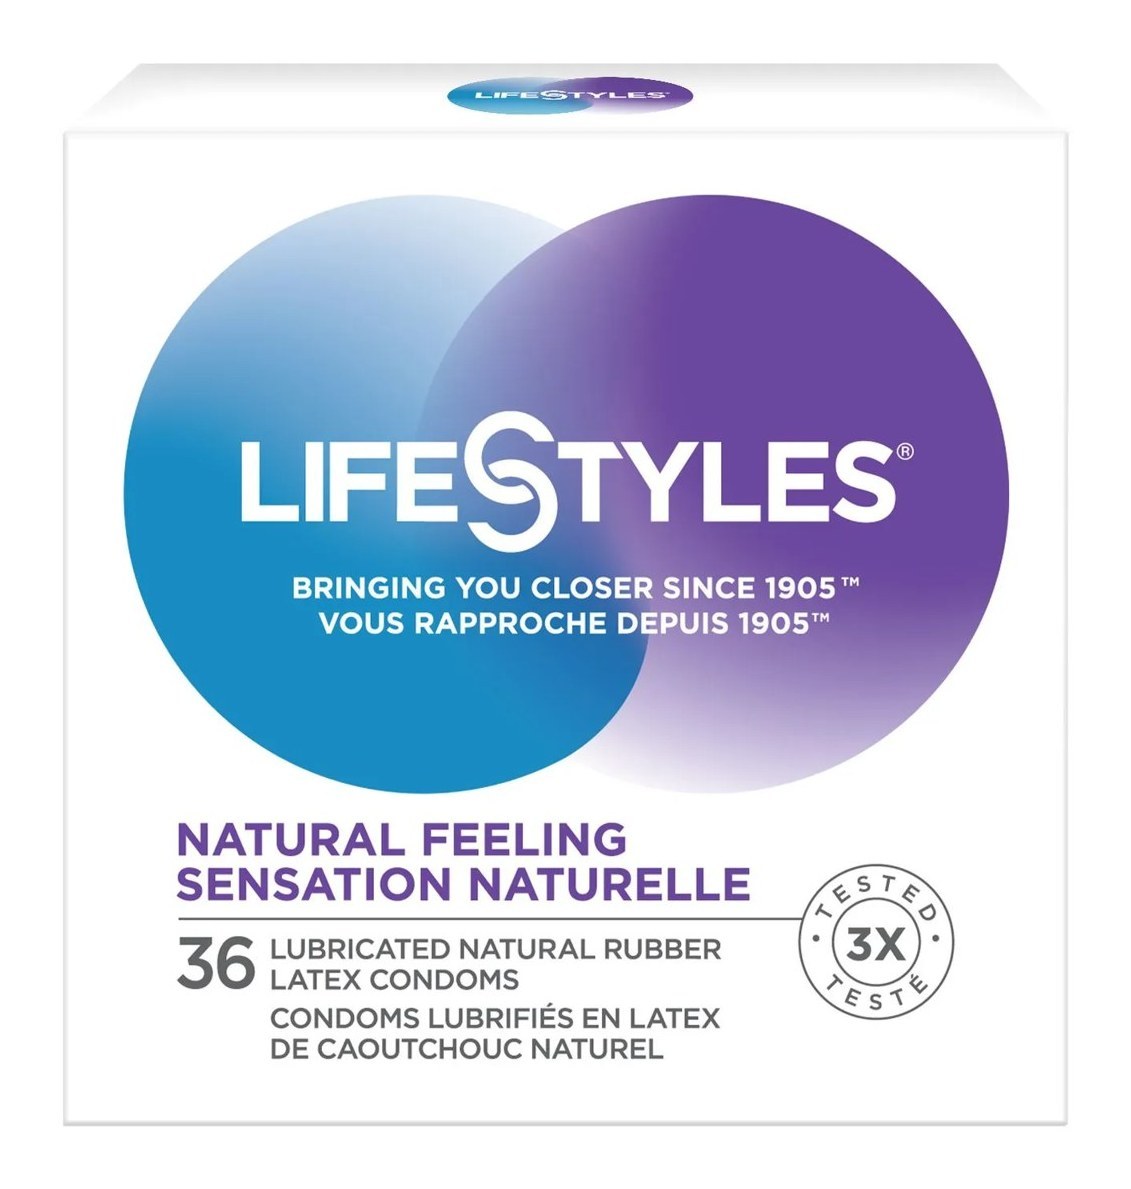 LIFESTYLES®
LIFESTYLES®
BRINGING YOU CLOSER SINCE 1905™
VOUS RAPPROCHE DEPUIS 1905™
NATURAL FEELING
SENSATION NATURELLE
36 LUBRICATED NATURAL RUBBER
LATEX CONDOMS
CONDOMS LUBRIFIÉS EN LATEX
DE CAOUTCHOUC NATUREL
TESTED
3X
TESTÉ